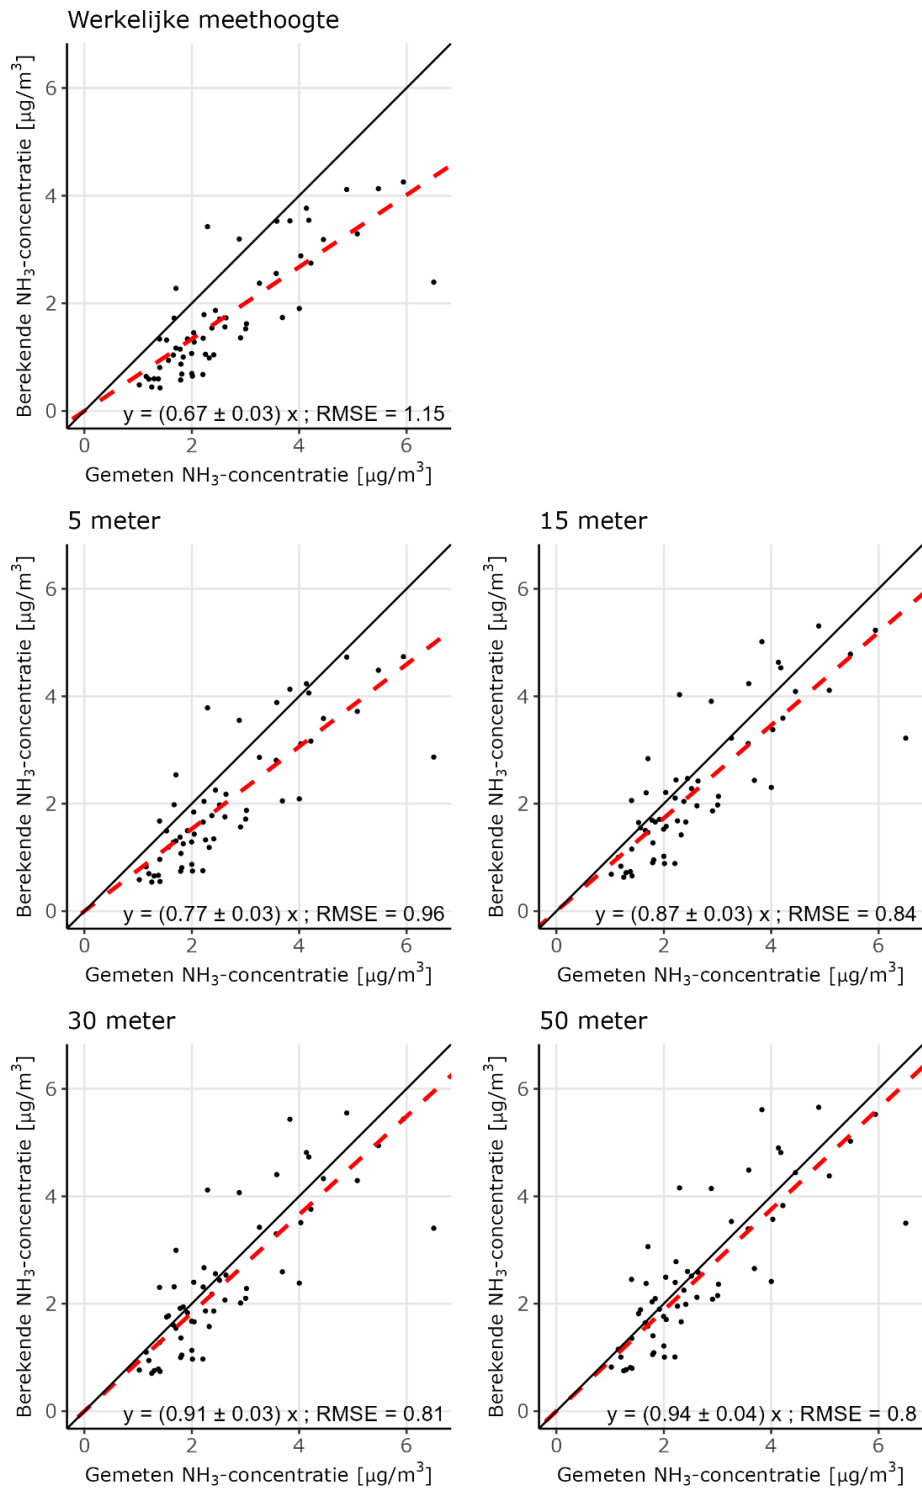 Werkelijke meethoogte
Berekende NH₃-concentratie [µg/m³]
6
4
2
0
y = (0.67 ± 0.03) x ; RMSE = 1.15
0 2 4 6
Gemeten NH₃-concentratie [µg/m³]
5 meter
Berekende NH₃-concentratie [µg/m³]
6
4
2
0
y = (0.77 ± 0.03) x ; RMSE = 0.96
0 2 4 6
Gemeten NH₃-concentratie [µg/m³]
15 meter
Berekende NH₃-concentratie [µg/m³]
6
4
2
0
y = (0.87 ± 0.03) x ; RMSE = 0.84
0 2 4 6
Gemeten NH₃-concentratie [µg/m³]
30 meter
Berekende NH₃-concentratie [µg/m³]
6
4
2
0
y = (0.91 ± 0.03) x ; RMSE = 0.81
0 2 4 6
Gemeten NH₃-concentratie [µg/m³]
50 meter
Berekende NH₃-concentratie [µg/m³]
6
4
2
0
y = (0.94 ± 0.04) x ; RMSE = 0.8
0 2 4 6
Gemeten NH₃-concentratie [µg/m³]